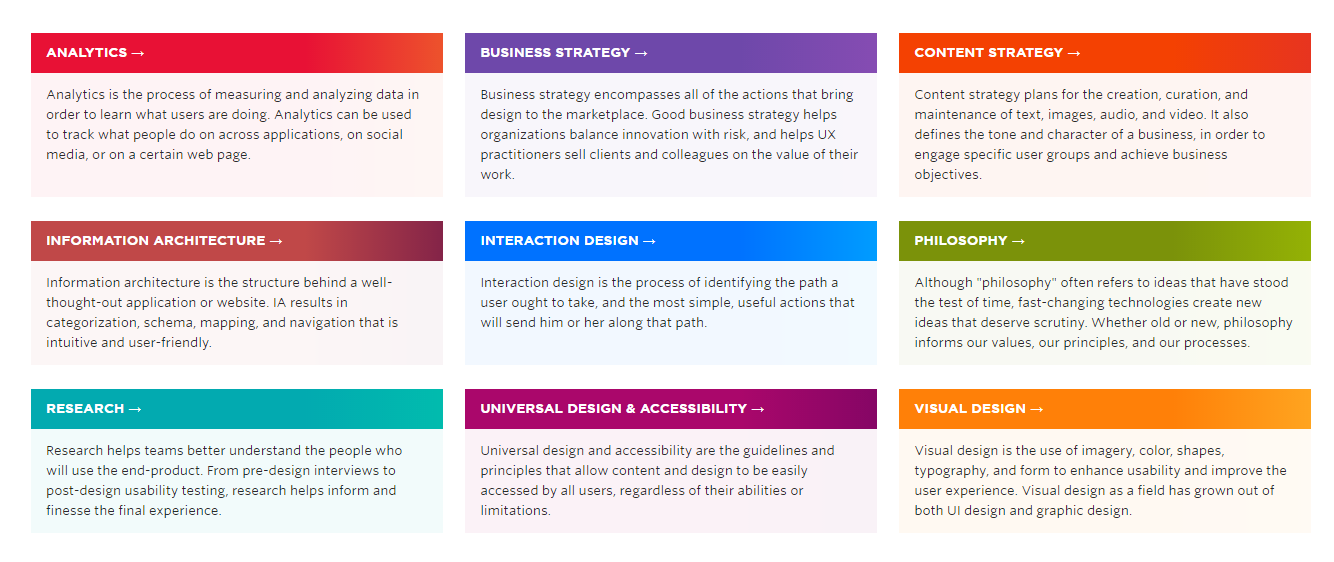 ANALYTICS →
Analytics is the process of measuring and analyzing data in
order to learn what users are doing. Analytics can be used
to track what people do on across applications, on social
media, or on a certain web page.
BUSINESS STRATEGY →
Business strategy encompasses all of the actions that bring
design to the marketplace. Good business strategy helps
organizations balance innovation with risk, and helps UX
practitioners sell clients and colleagues on the value of their
work.
CONTENT STRATEGY →
Content strategy plans for the creation, curation, and
maintenance of text, images, audio, and video. It also
defines the tone and character of a business, in order to
engage specific user groups and achieve business
objectives.
INFORMATION ARCHITECTURE →
Information architecture is the structure behind a well-
thought-out application or website. IA results in
categorization, schema, mapping, and navigation that is
intuitive and user-friendly.
INTERACTION DESIGN →
Interaction design is the process of identifying the path a
user ought to take, and the most simple, useful actions that
will send him or her along that path.
PHILOSOPHY →
Although "philosophy" often refers to ideas that have stood
the test of time, fast-changing technologies create new
ideas that deserve scrutiny. Whether old or new, philosophy
informs our values, our principles, and our processes.
RESEARCH →
Research helps teams better understand the people who
will use the end-product. From pre-design interviews to
post-design usability testing, research helps inform and
finesse the final experience.
UNIVERSAL DESIGN & ACCESSIBILITY →
Universal design and accessibility are the guidelines and
principles that allow content and design to be easily
accessed by all users, regardless of their abilities or
limitations.
VISUAL DESIGN →
Visual design is the use of imagery, color, shapes,
typography, and form to enhance usability and improve the
user experience. Visual design as a field has grown out of
both UI design and graphic design.